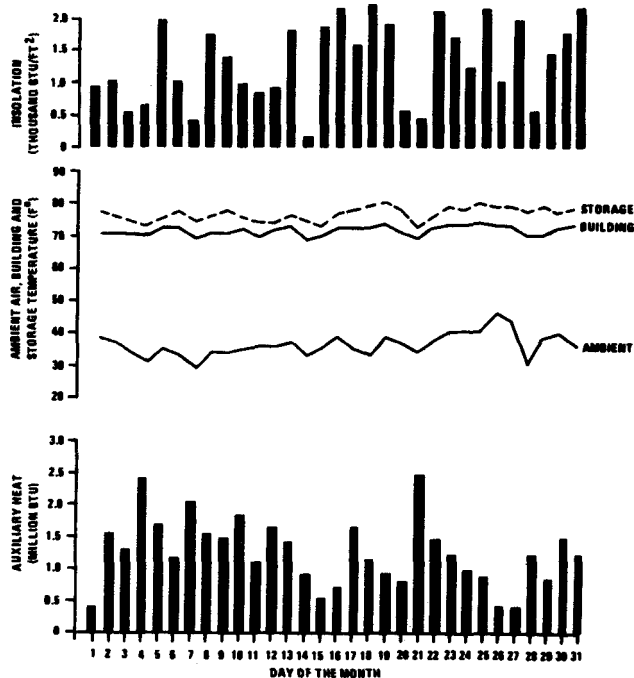 INSOLATION
(THOUSAND BTU/FT²)
2.0
1.5
1.0
0.5
0
AMBIENT AIR, BUILDING AND
STORAGE TEMPERATURE (F°)
90
80
70
60
50
40
30
20
STORAGE
BUILDING
AMBIENT
AUXILIARY HEAT
(MILLION BTU)
3.0
2.5
2.0
1.5
1.0
0.5
0
1 2 3 4 5 6 7 8 9 10 11 12 13 14 15 16 17 18 19 20 21 22 23 24 25 26 27 28 29 30 31
DAY OF THE MONTH